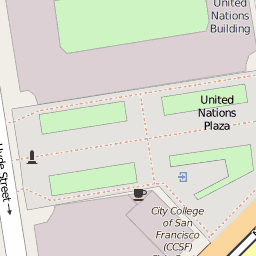 United
Nations
Building
United
Nations
Plaza
Hyde Street →
City College
of San
Francisco
(CCSF)